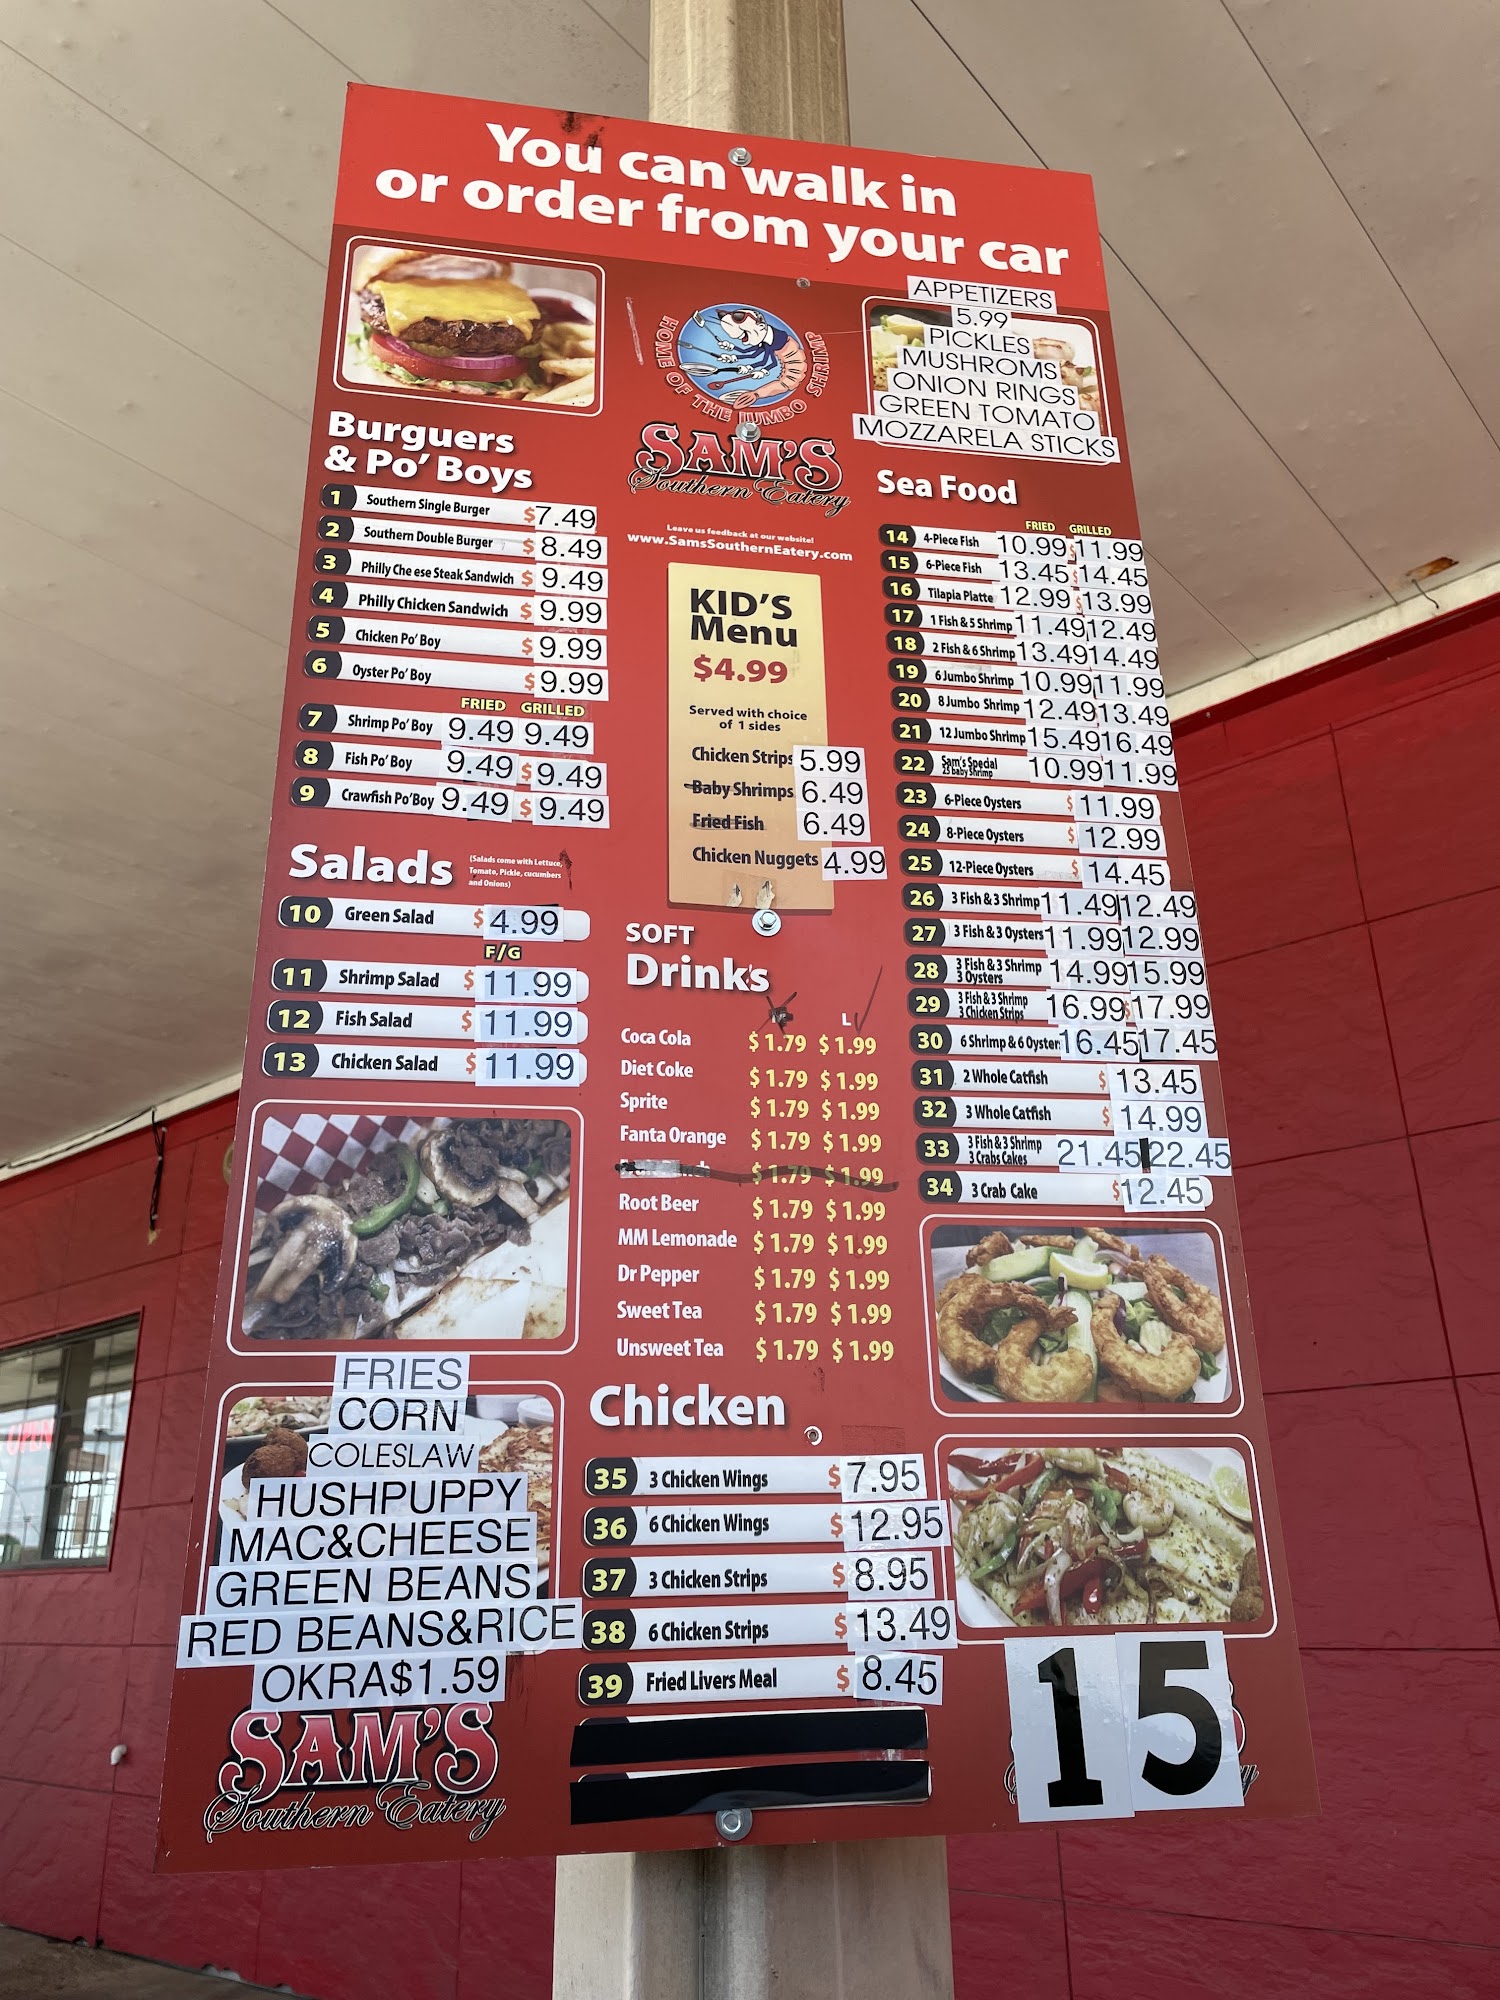 You can walk in
or order from your car
HOME OF THE JUMBO SHRIMP
SAM'S
Southern Eatery
Leave us feedback at our website!
www.SamsSouthernEatery.com
APPETIZERS
5.99
PICKLES
MUSHROMS
ONION RINGS
GREEN TOMATO
MOZZARELA STICKS
Burguers
& Po' Boys
1 Southern Single Burger $7.49
2 Southern Double Burger $8.49
3 Philly Che ese Steak Sandwich $9.49
4 Philly Chicken Sandwich $9.99
5 Chicken Po' Boy $9.99
6 Oyster Po' Boy $9.99
FRIED GRILLED
7 Shrimp Po' Boy 9.49 9.49
8 Fish Po' Boy 9.49 $9.49
9 Crawfish Po'Boy 9.49 $9.49
Salads
(Salads come with Lettuce,
Tomato, Pickle, cucumbers
and Onions)
10 Green Salad $4.99
F/G
11 Shrimp Salad $11.99
12 Fish Salad $11.99
13 Chicken Salad $11.99
FRIES
CORN
COLESLAW
HUSHPUPPY
MAC&CHEESE
GREEN BEANS
RED BEANS&RICE
OKRA$1.59
SAM'S
Southern Eatery
KID'S
Menu
$4.99
Served with choice
of 1 sides
Chicken Strips 5.99
Baby Shrimps 6.49
Fried Fish 6.49
Chicken Nuggets 4.99
SOFT
Drinks
L
Coca Cola $1.79 $1.99
Diet Coke $1.79 $1.99
Sprite $1.79 $1.99
Fanta Orange $1.79 $1.99
$1.79 $1.99
Root Beer $1.79 $1.99
MM Lemonade $1.79 $1.99
Dr Pepper $1.79 $1.99
Sweet Tea $1.79 $1.99
Unsweet Tea $1.79 $1.99
Chicken
35 3 Chicken Wings $7.95
36 6 Chicken Wings $12.95
37 3 Chicken Strips $8.95
38 6 Chicken Strips $13.49
39 Fried Livers Meal $8.45
Sea Food
FRIED GRILLED
14 4-Piece Fish 10.99 $11.99
15 6-Piece Fish 13.45 $14.45
16 Tilapia Platte 12.99 $13.99
17 1 Fish & 5 Shrimp 11.49 12.49
18 2 Fish & 6 Shrimp 13.49 14.49
19 6 Jumbo Shrimp 10.99 11.99
20 8 Jumbo Shrimp 12.49 13.49
21 12 Jumbo Shrimp 15.49 16.49
22 Sam's Spedal
25 baby Shrimp 10.99 11.99
23 6-Piece Oysters $11.99
24 8-Piece Oysters $12.99
25 12-Piece Oysters $14.45
26 3 Fish & 3 Shrimp 11.49 12.49
27 3 Fish & 3 Oysters 11.99 12.99
28 3 Fish & 3 Shrimp
3 Oysters 14.99 15.99
29 3 Fish & 3 Shrimp
3 Chicken Strips 16.99 $17.99
30 6 Shrimp & 6 Oyster 16.45 17.45
31 2 Whole Catfish $13.45
32 3 Whole Catfish $14.99
33 3 Fish & 3 Shrimp
3 Crabs Cakes 21.45 22.45
34 3 Crab Cake $12.45
15
OPEN